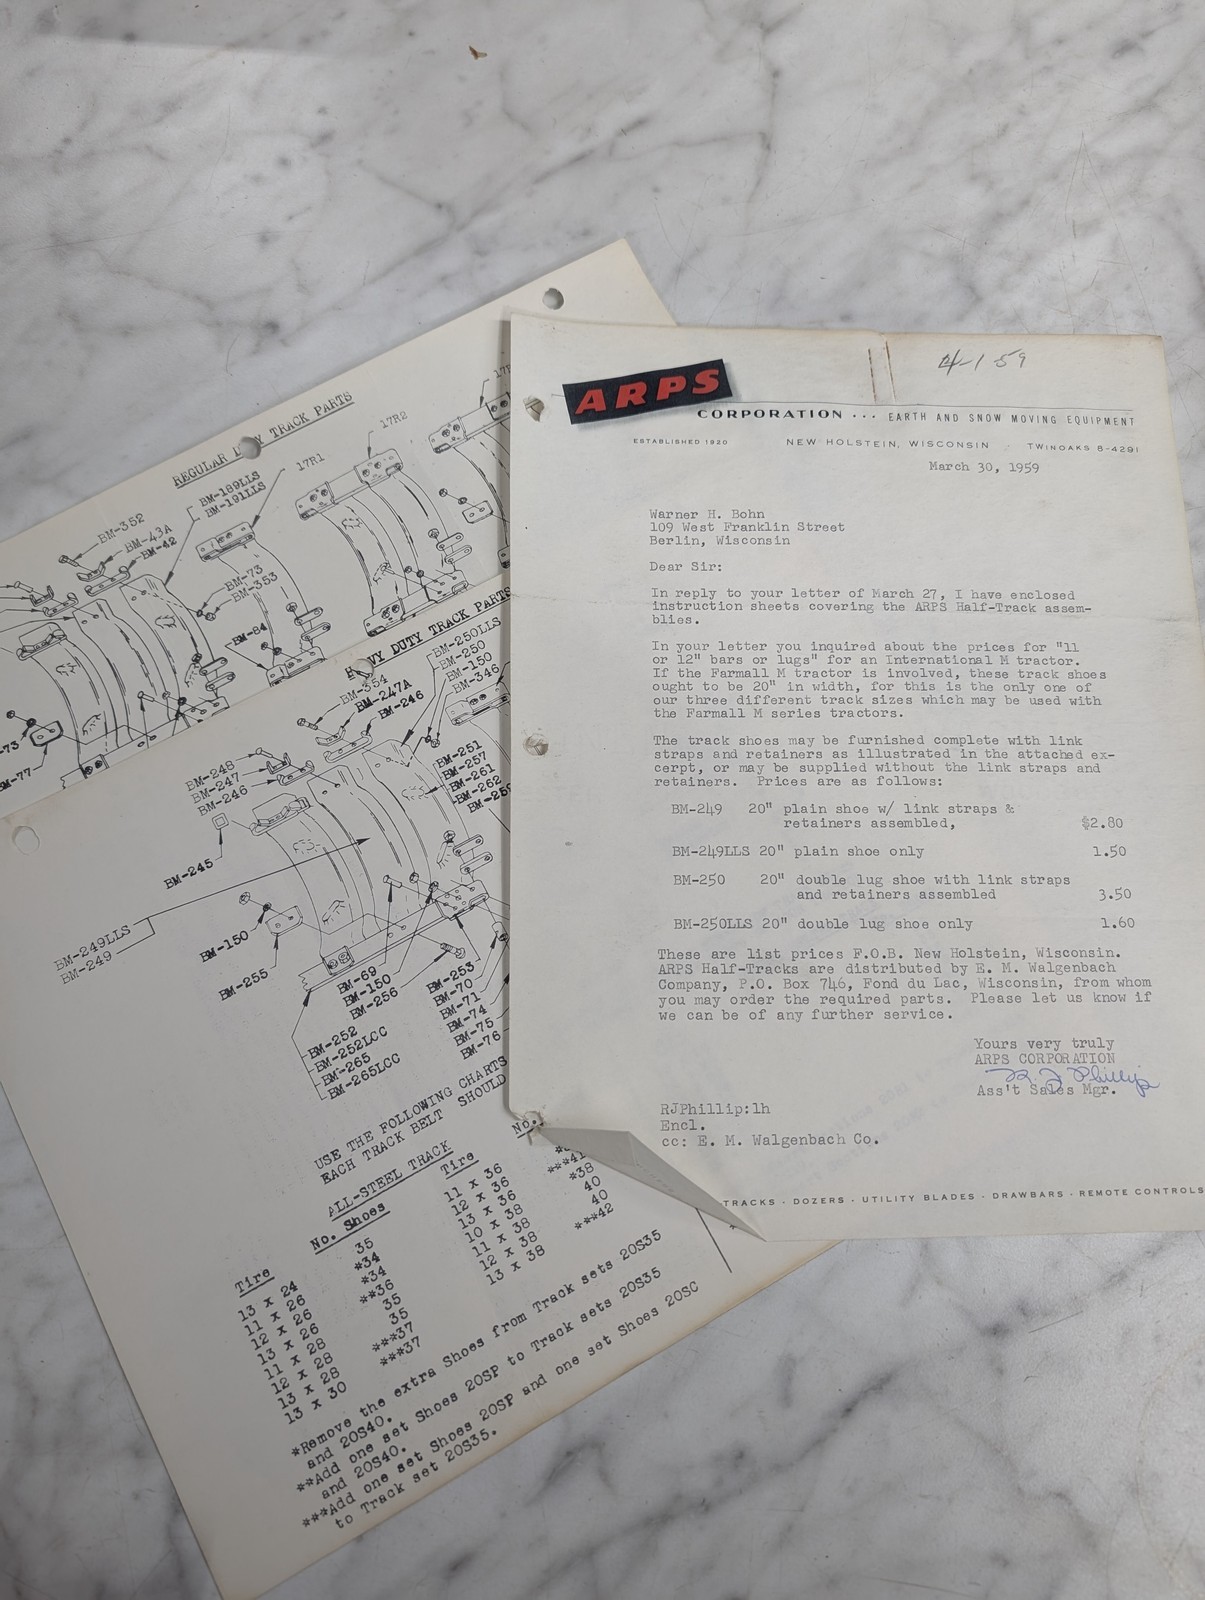 4-1-59
ARPS
CORPORATION ... EARTH AND SNOW MOVING EQUIPMENT
ESTABLISHED 1920 NEW HOLSTEIN, WISCONSIN TWINOAKS 8-4291
March 30, 1959
Warner H. Bohn
109 West Franklin Street
Berlin, Wisconsin
Dear Sir:
In reply to your letter of March 27, I have enclosed
instruction sheets covering the ARPS Half-Track assem-
blies.
In your letter you inquired about the prices for "11
or 12" bars or lugs" for an International M tractor.
If the Farmall M tractor is involved, these track shoes
ought to be 20" in width, for this is the only one of
our three different track sizes which may be used with
the Farmall M series tractors.
The track shoes may be furnished complete with link
straps and retainers as illustrated in the attached ex-
cerpt, or may be supplied without the link straps and
retainers. Prices are as follows:
BM-249 20" plain shoe w/ link straps &
retainers assembled, $2.80
BM-249LLS 20" plain shoe only 1.50
BM-250 20" double lug shoe with link straps
and retainers assembled 3.50
BM-250LLS 20" double lug shoe only 1.60
These are list prices F.O.B. New Holstein, Wisconsin.
ARPS Half-Tracks are distributed by E. M. Walgenbach
Company, P.O. Box 746, Fond du Lac, Wisconsin, from whom
you may order the required parts. Please let us know if
we can be of any further service.
Yours very truly
ARPS CORPORATION
R J Phillip
Ass't Sales Mgr.
RJPhillip:lh
Encl.
cc: E. M. Walgenbach Co.
TRACKS · DOZERS · UTILITY BLADES · DRAWBARS · REMOTE CONTROLS
REGULAR DUTY TRACK PARTS
17R2
17R1
BM-189LLS
BM-191LLS
BM-352
BM-43A
BM-42
BM-73
BM-353
BM-84
-73
-77
HEAVY DUTY TRACK PARTS
BM-250LLS
BM-250
BM-150
BM-346
BM-354
BM-247A
BM-246
BM-248
BM-247
BM-246
BM-251
BM-257
BM-261
BM-262
BM-245
BM-249LLS
BM-249
BM-150
BM-255
BM-69
BM-150
BM-256
BM-253
BM-70
BM-71
BM-74
BM-75
BM-76
BM-252
BM-252LCC
BM-265
BM-265LCC
USE THE FOLLOWING CHARTS
EACH TRACK BELT SHOULD
ALL-STEEL TRACK
Tire No. Shoes Tire No.
13 x 24 35 11 x 36
11 x 26 *34 12 x 36 ***41
12 x 26 *34 13 x 36 *38
13 x 26 **36 10 x 38 40
11 x 28 35 11 x 38 40
12 x 28 35 12 x 38 ***42
13 x 28 ***37 13 x 38
13 x 30 ***37
*Remove the extra Shoes from Track sets 20S35
and 20S40.
**Add one set Shoes 20SP to Track sets 20S35
and 20S40.
***Add one set Shoes 20SP and one set Shoes 20SC
to Track set 20S35.